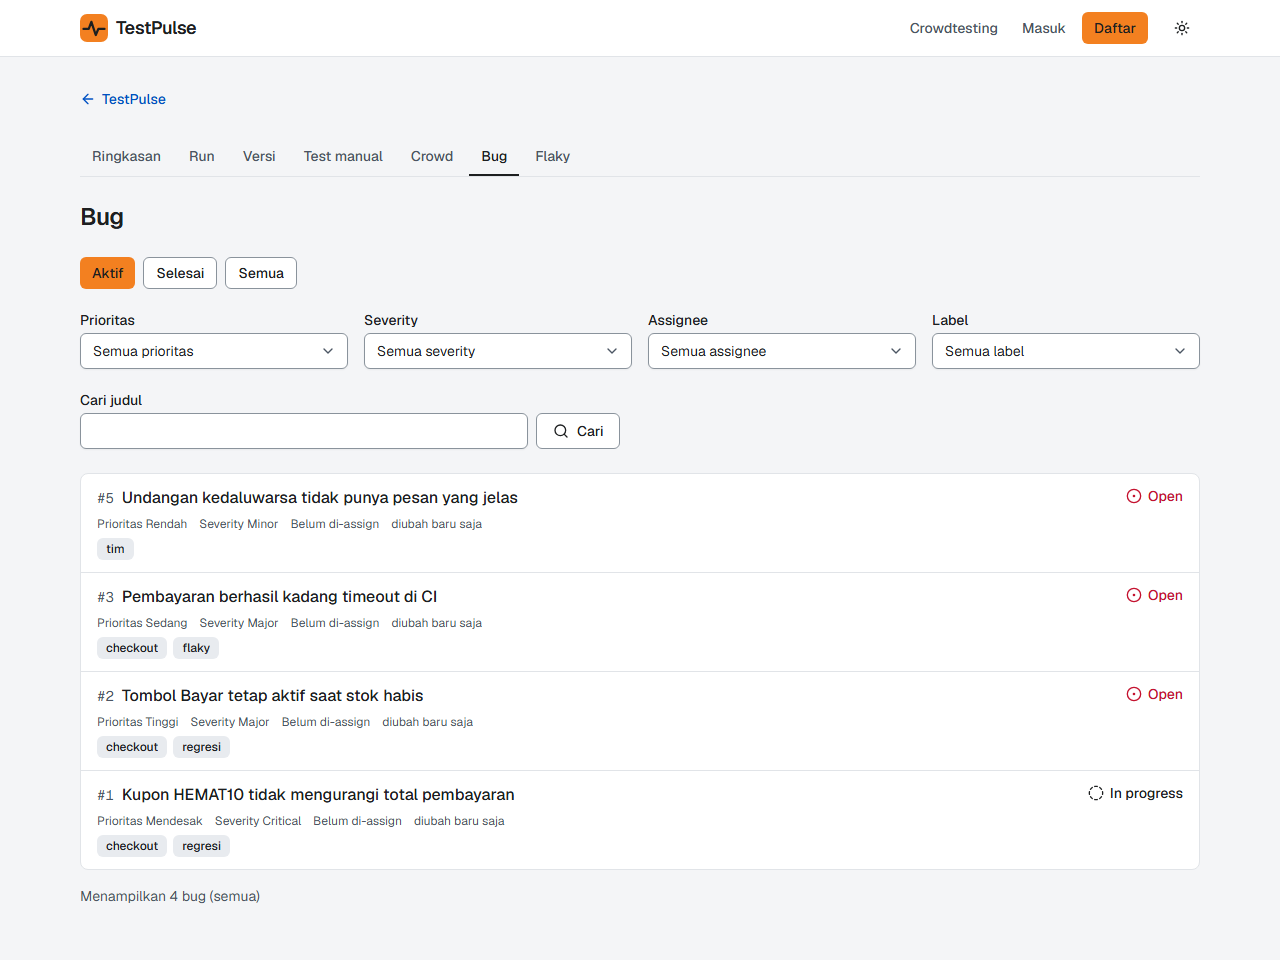 TestPulse
Crowdtesting
Masuk
Daftar
TestPulse
Ringkasan
Run
Versi
Test manual
Crowd
Bug
Flaky
Bug
Aktif
Selesai
Semua
Prioritas
Severity
Assignee
Label
Semua prioritas
Semua severity
Semua assignee
Semua label
Cari judul
Cari
#5 Undangan kedaluwarsa tidak punya pesan yang jelas
Open
Prioritas Rendah Severity Minor Belum di-assign diubah baru saja
tim
#3 Pembayaran berhasil kadang timeout di CI
Open
Prioritas Sedang Severity Major Belum di-assign diubah baru saja
checkout flaky
#2 Tombol Bayar tetap aktif saat stok habis
Open
Prioritas Tinggi Severity Major Belum di-assign diubah baru saja
checkout regresi
#1 Kupon HEMAT10 tidak mengurangi total pembayaran
In progress
Prioritas Mendesak Severity Critical Belum di-assign diubah baru saja
checkout regresi
Menampilkan 4 bug (semua)